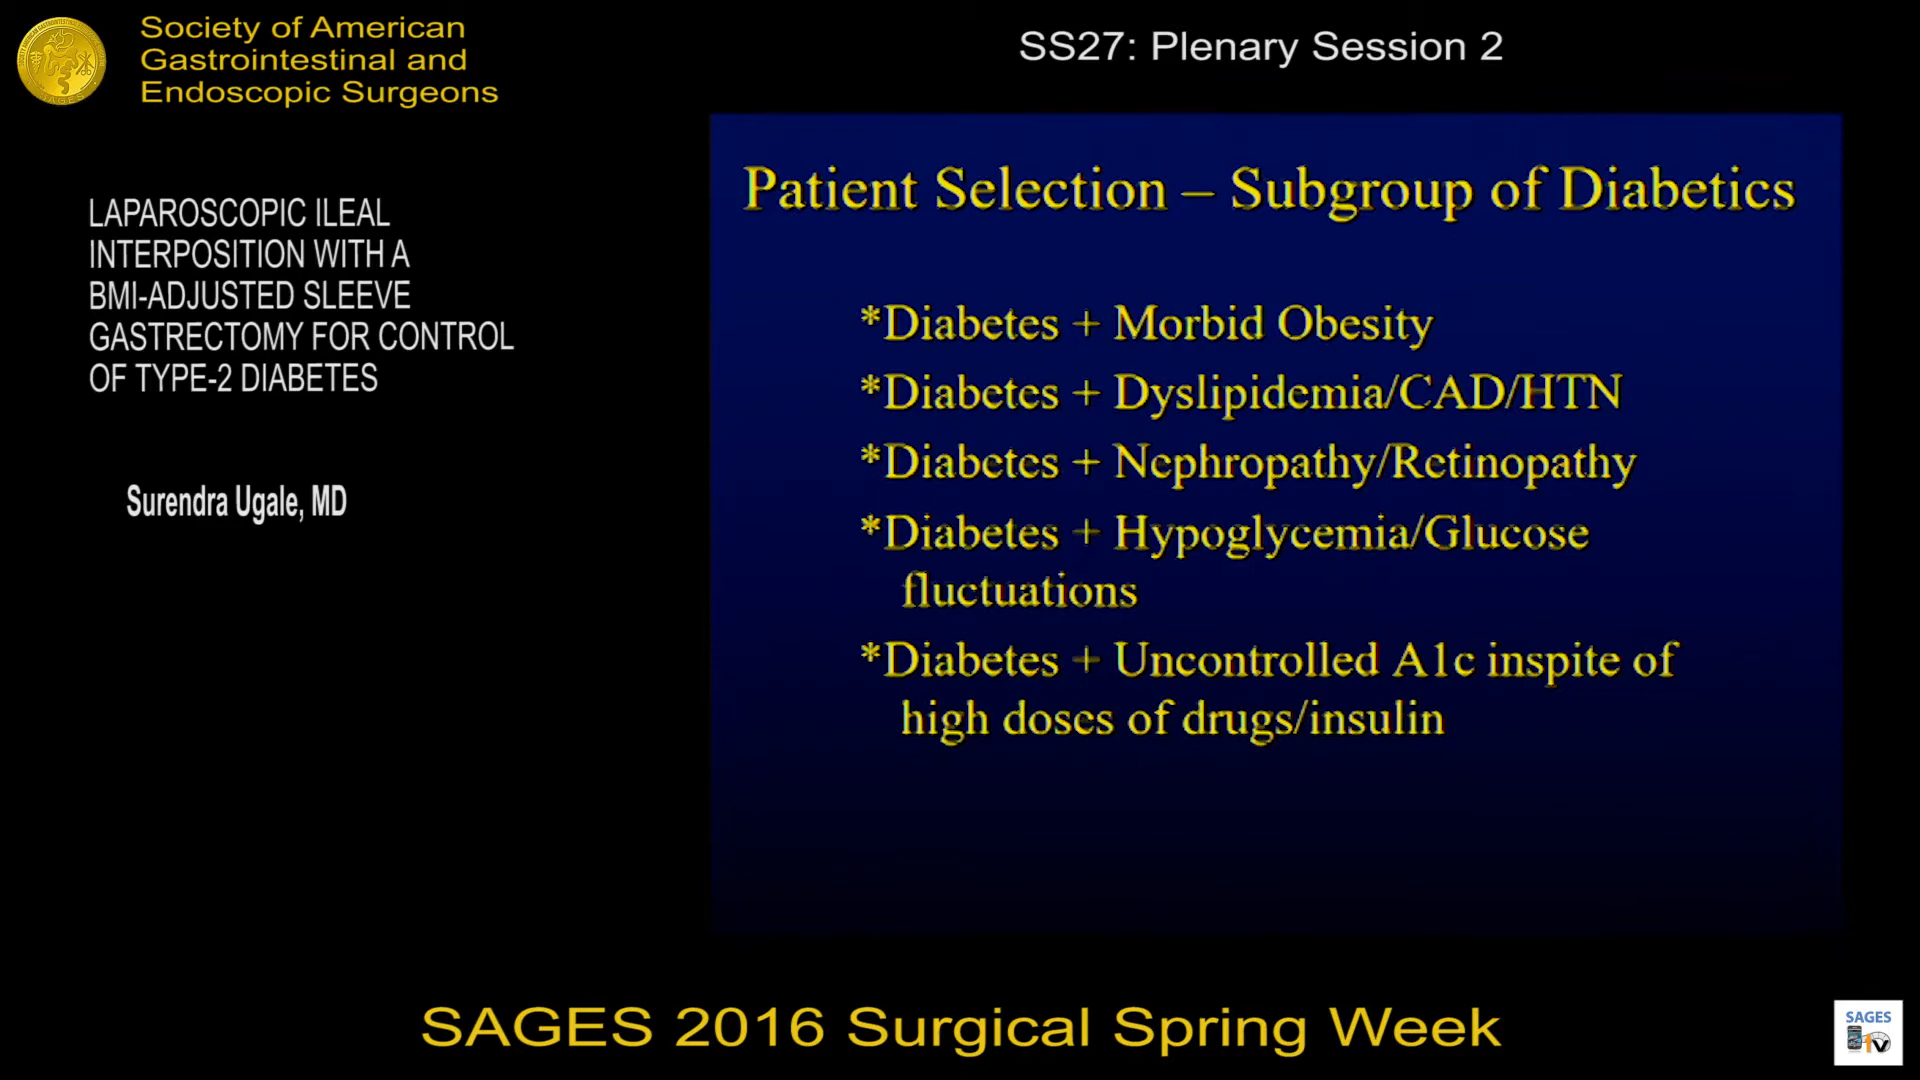 Society of American
Gastrointestinal and
Endoscopic Surgeons
SS27: Plenary Session 2
LAPAROSCOPIC ILEAL
INTERPOSITION WITH A
BMI-ADJUSTED SLEEVE
GASTRECTOMY FOR CONTROL
OF TYPE-2 DIABETES
Surendra Ugale, MD
Patient Selection – Subgroup of Diabetics
*Diabetes + Morbid Obesity
*Diabetes + Dyslipidemia/CAD/HTN
*Diabetes + Nephropathy/Retinopathy
*Diabetes + Hypoglycemia/Glucose
fluctuations
*Diabetes + Uncontrolled A1c inspite of
high doses of drugs/insulin
SAGES 2016 Surgical Spring Week
SAGES
TV